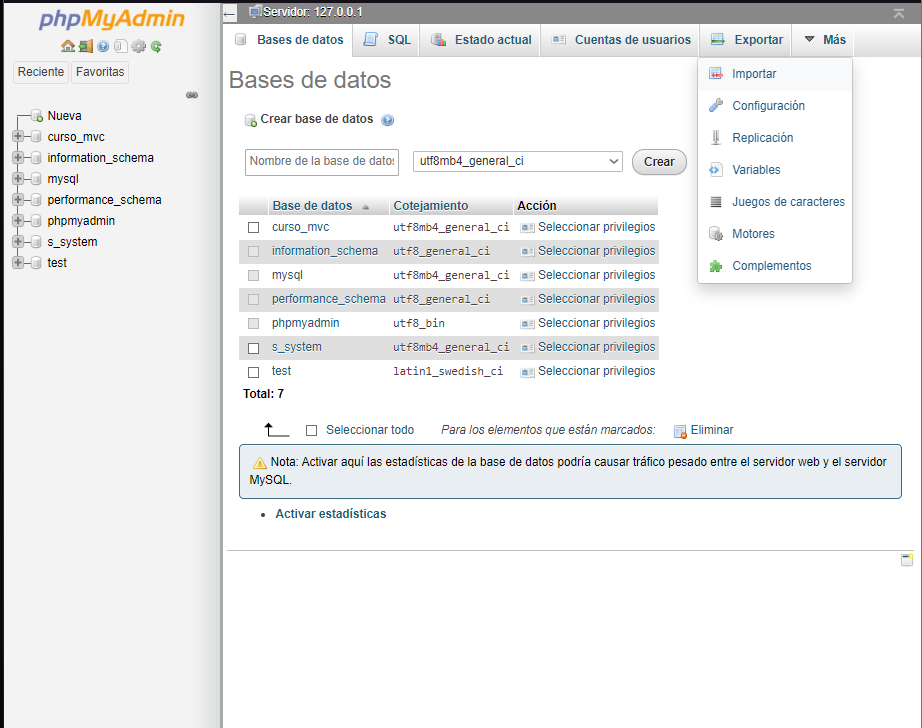 phpMyAdmin
Reciente Favoritas
Nueva
curso_mvc
information_schema
mysql
performance_schema
phpmyadmin
s_system
test
Servidor: 127.0.0.1
Bases de datos SQL Estado actual Cuentas de usuarios Exportar Más
Importar
Configuración
Replicación
Variables
Juegos de caracteres
Motores
Complementos
Bases de datos
Crear base de datos
Nombre de la base de datos utf8mb4_general_ci Crear
Base de datos Cotejamiento Acción
curso_mvc utf8mb4_general_ci Seleccionar privilegios
information_schema utf8_general_ci Seleccionar privilegios
mysql utf8mb4_general_ci Seleccionar privilegios
performance_schema utf8_general_ci Seleccionar privilegios
phpmyadmin utf8_bin Seleccionar privilegios
s_system utf8mb4_general_ci Seleccionar privilegios
test latin1_swedish_ci Seleccionar privilegios
Total: 7
Seleccionar todo Para los elementos que están marcados: Eliminar
Nota: Activar aquí las estadísticas de la base de datos podría causar tráfico pesado entre el servidor web y el servidor
MySQL.
Activar estadísticas